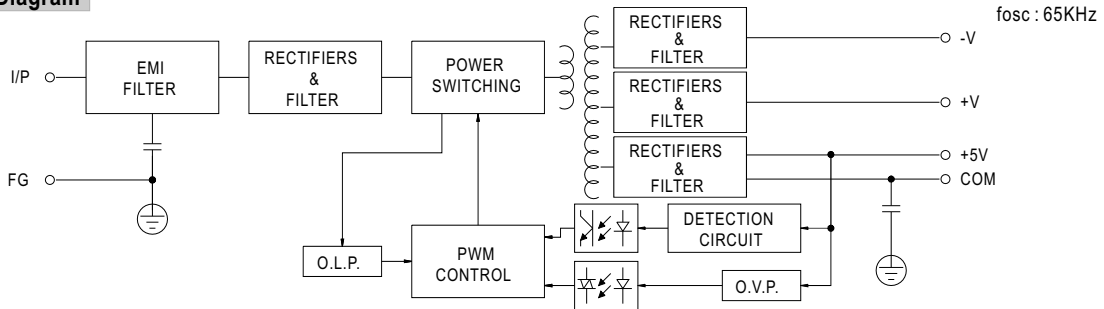 Diagram
fosc : 65KHz
I/P
EMI
FILTER
RECTIFIERS
&
FILTER
POWER
SWITCHING
RECTIFIERS
&
FILTER
-V
RECTIFIERS
&
FILTER
+V
RECTIFIERS
&
FILTER
+5V
COM
FG
O.L.P.
PWM
CONTROL
DETECTION
CIRCUIT
O.V.P.